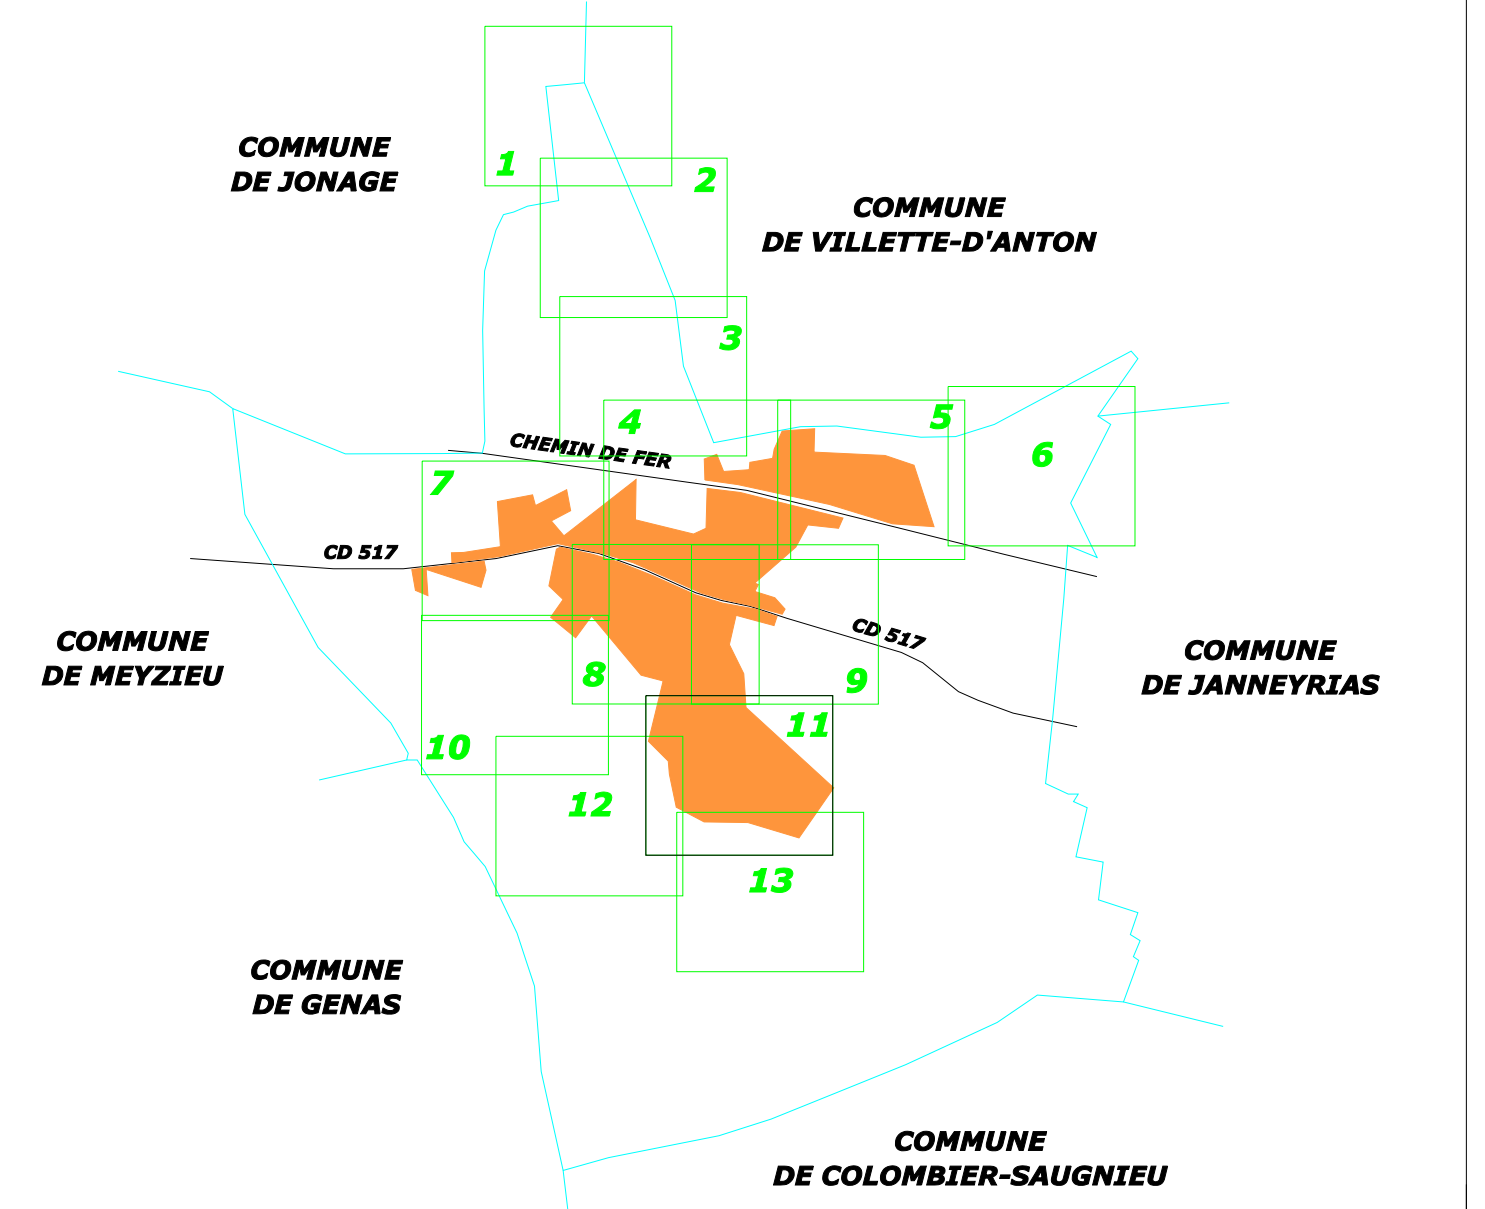 COMMUNE
DE JONAGE
1
2
COMMUNE
DE VILLETTE-D'ANTON
3
4
5
6
CHEMIN DE FER
7
CD 517
COMMUNE
DE MEYZIEU
8
9
CD 517
COMMUNE
DE JANNEYRIAS
10
11
12
13
COMMUNE
DE GENAS
COMMUNE
DE COLOMBIER-SAUGNIEU